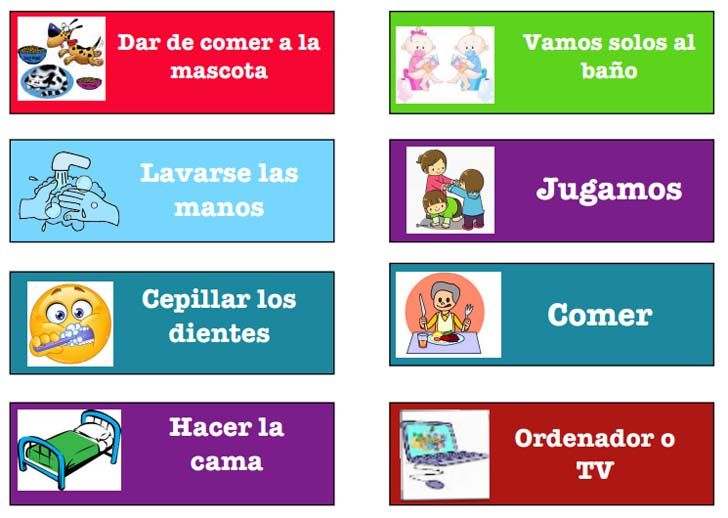 Dar de comer a la
mascota
Vamos solos al
baño
Lavarse las
manos
Jugamos
Cepillar los
dientes
Comer
Hacer la
cama
Ordenador o
TV